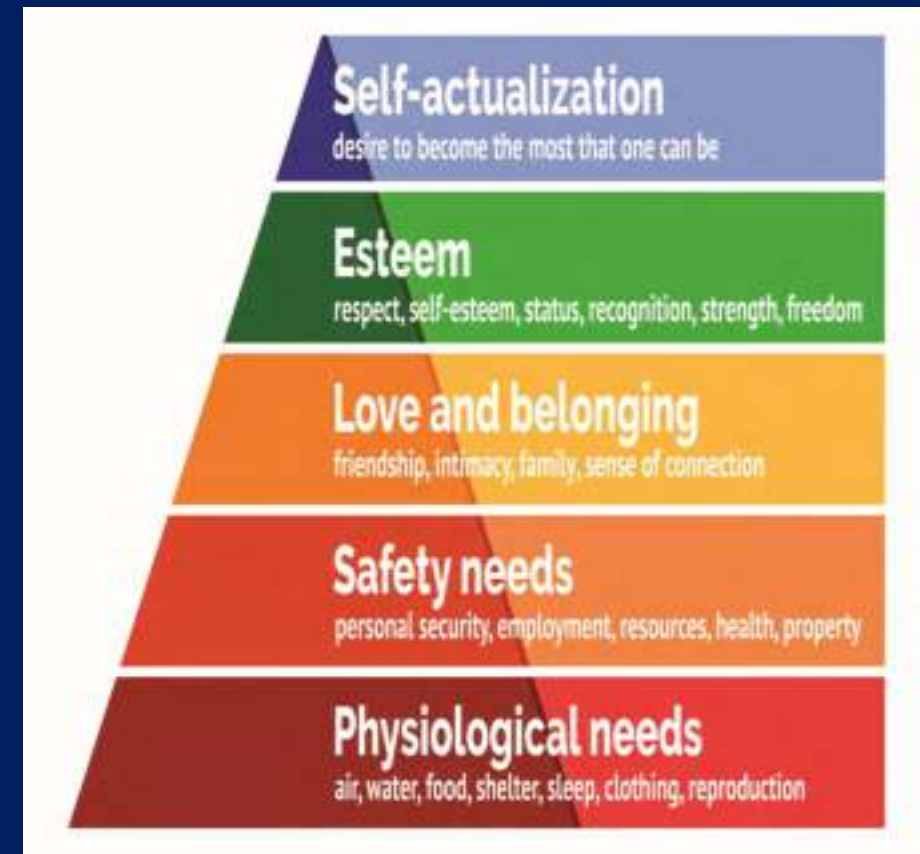 Self-actualization
desire to become the most that one can be
Esteem
respect, self-esteem, status, recognition, strength, freedom
Love and belonging
friendship, intimacy, family, sense of connection
Safety needs
personal security, employment, resources, health, property
Physiological needs
air, water, food, shelter, sleep, clothing, reproduction